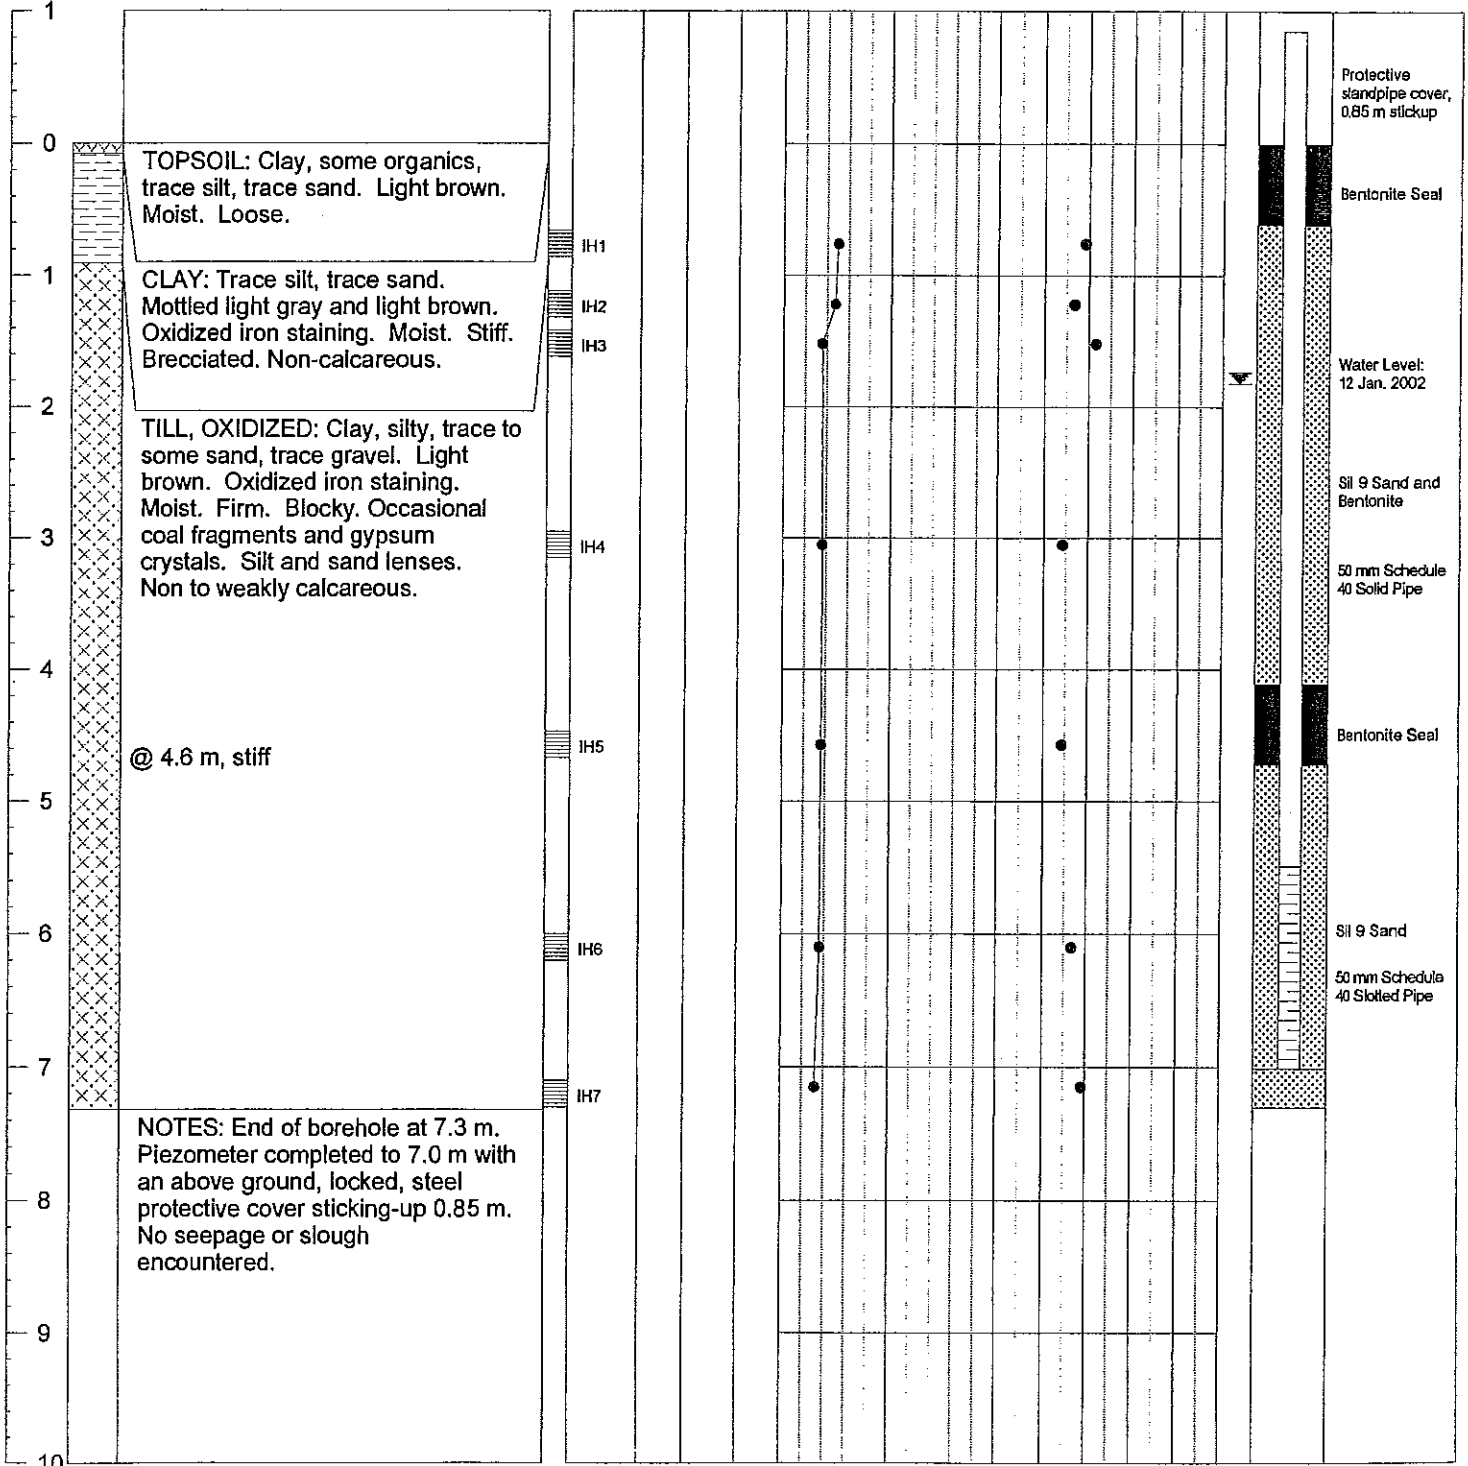 1
0
1
2
3
4
5
6
7
8
9
10
TOPSOIL: Clay, some organics,
trace silt, trace sand. Light brown.
Moist. Loose.
CLAY: Trace silt, trace sand.
Mottled light gray and light brown.
Oxidized iron staining. Moist. Stiff.
Brecciated. Non-calcareous.
TILL, OXIDIZED: Clay, silty, trace to
some sand, trace gravel. Light
brown. Oxidized iron staining.
Moist. Firm. Blocky. Occasional
coal fragments and gypsum
crystals. Silt and sand lenses.
Non to weakly calcareous.
@ 4.6 m, stiff
NOTES: End of borehole at 7.3 m.
Piezometer completed to 7.0 m with
an above ground, locked, steel
protective cover sticking-up 0.85 m.
No seepage or slough
encountered.
IH1
IH2
IH3
IH4
IH5
IH6
IH7
Protective
standpipe cover,
0.85 m stickup
Bentonite Seal
Water Level:
12 Jan. 2002
Sil 9 Sand and
Bentonite
50 mm Schedule
40 Solid Pipe
Bentonite Seal
Sil 9 Sand
50 mm Schedule
40 Slotted Pipe